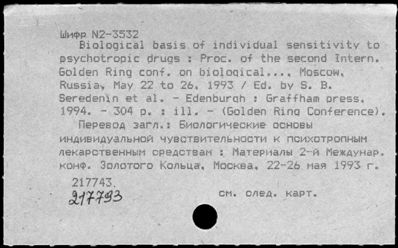 Шифр N2-3532
Biological basis of individual sensitivity to
psychotropic drugs : Proc. of the second Intern.
Golden Ring conf. on biological..., Moscow,
Russia, May 22 to 26, 1993 / Ed. by S. B.
Seredenin et al. - Edenburgh : Graffham press,
1994. - 304 p. : ill. - (Golden Ring Conference).
Перевод загл.: Биологические основы
индивидуальной чувствительности к психотропным
лекарственным средствам : Материалы 2-й Междунар.
конф. Золотого Кольца, Москва, 22-26 мая 1993 г.
217743.
217793
см. след. карт.